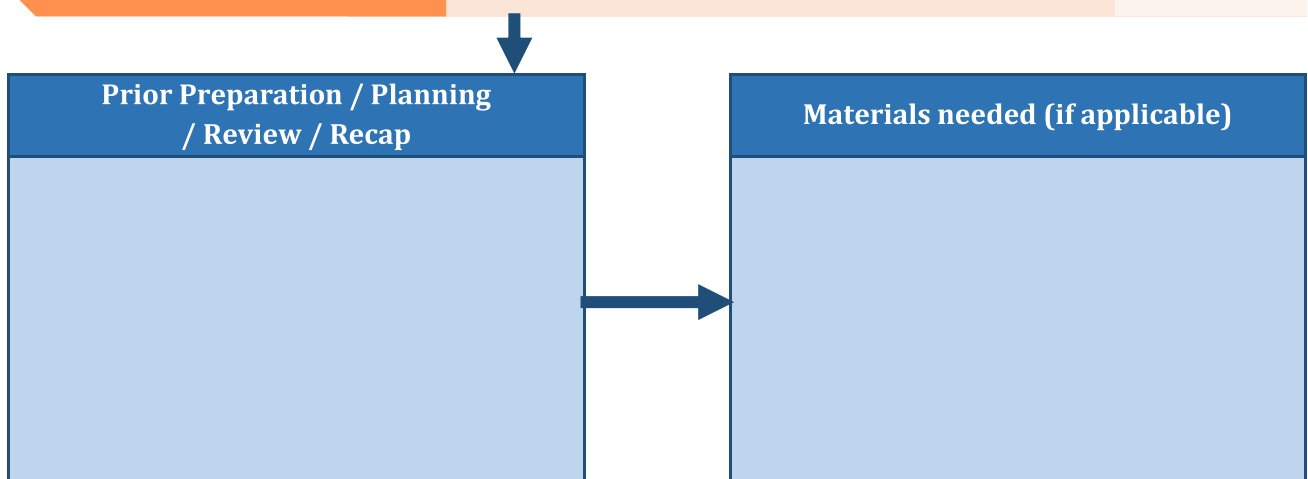 Prior Preparation / Planning
/ Review / Recap
Materials needed (if applicable)